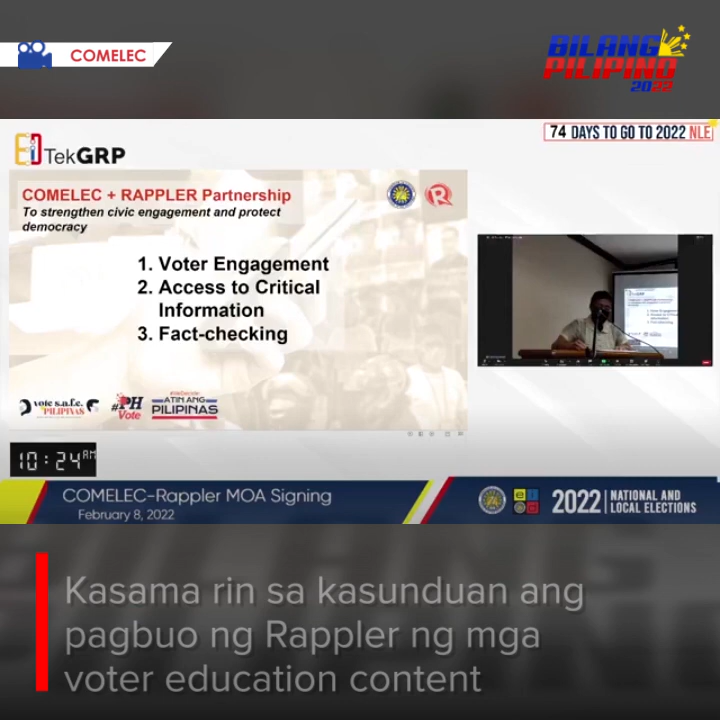 COMELEC
BILANG
PILIPINO
2022
74 DAYS TO GO TO 2022 NLE
EdTekGRP
COMELEC + RAPPLER Partnership
To strengthen civic engagement and protect
democracy
1. Voter Engagement
2. Access to Critical
Information
3. Fact-checking
vote s.a.f.e.
PILIPINAS
#PH
Vote
ATIN ANG
PILIPINAS
10:24 AM
COMELEC-Rappler MOA Signing
February 8, 2022
2022 NATIONAL AND
LOCAL ELECTIONS
Kasama rin sa kasunduan ang
pagbuo ng Rappler ng mga
voter education content